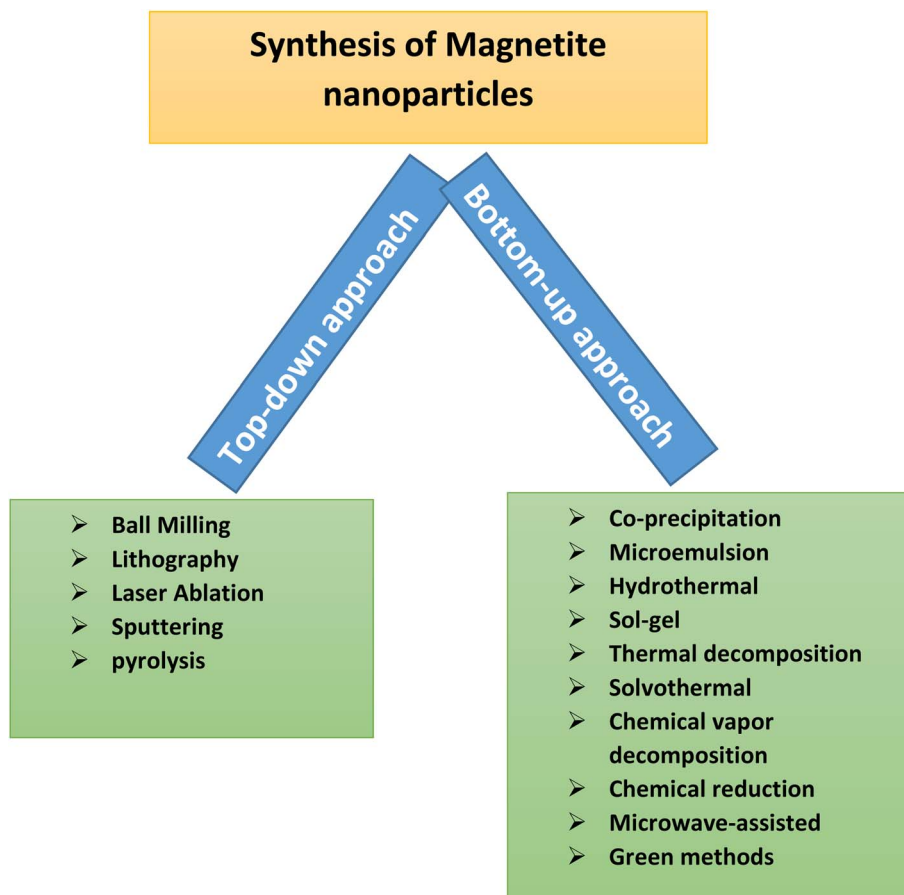 Synthesis of Magnetite
nanoparticles
Top-down approach
Bottom-up approach
➢ Ball Milling
➢ Lithography
➢ Laser Ablation
➢ Sputtering
➢ pyrolysis
➢ Co-precipitation
➢ Microemulsion
➢ Hydrothermal
➢ Sol-gel
➢ Thermal decomposition
➢ Solvothermal
➢ Chemical vapor
decomposition
➢ Chemical reduction
➢ Microwave-assisted
➢ Green methods